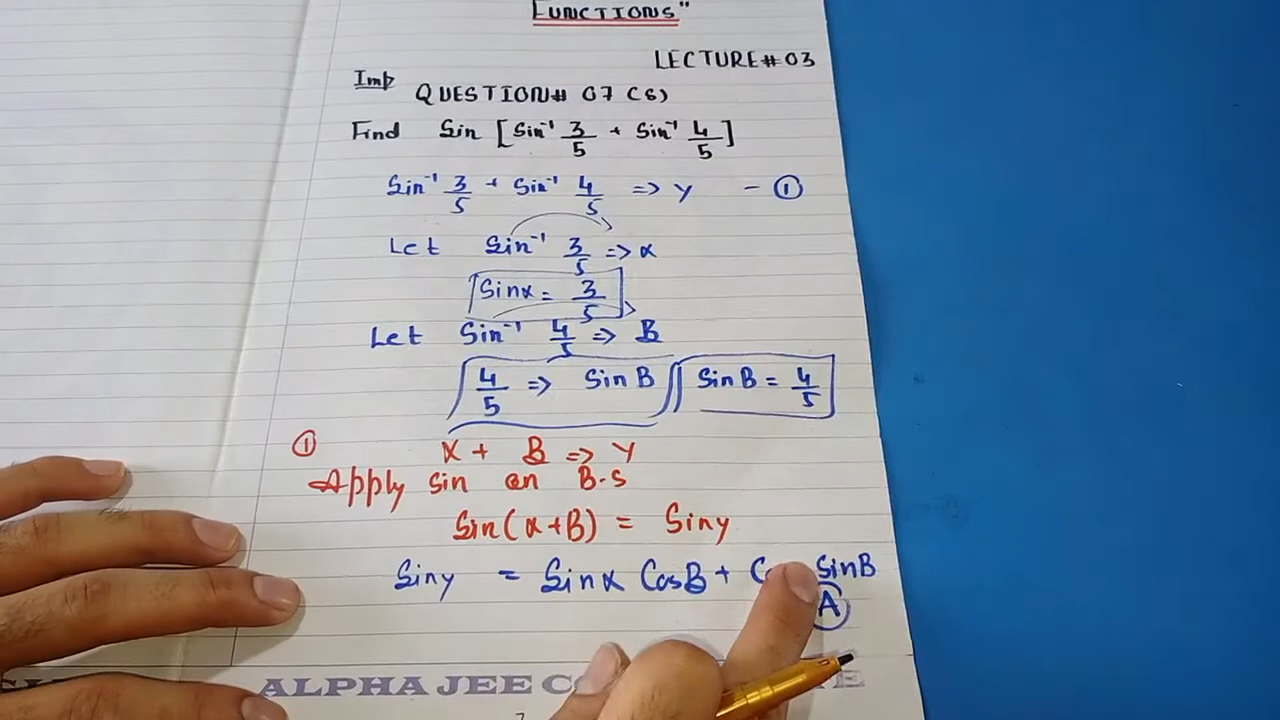 FUNCTIONS"
LECTURE# 03
Imp
QUESTION# 07 (6)
Find Sin [Sin⁻¹ 3/5 + Sin⁻¹ 4/5]
Sin⁻¹ 3/5 + Sin⁻¹ 4/5 => y - ①
Let Sin⁻¹ 3/5 => α
Sinα = 3/5
Let Sin⁻¹ 4/5 => B
4/5 => SinB SinB = 4/5
① α + B => y
Apply sin on B.S
Sin(α+B) = Siny
Siny = Sinα CosB + SinB
A
ALPHA JEE